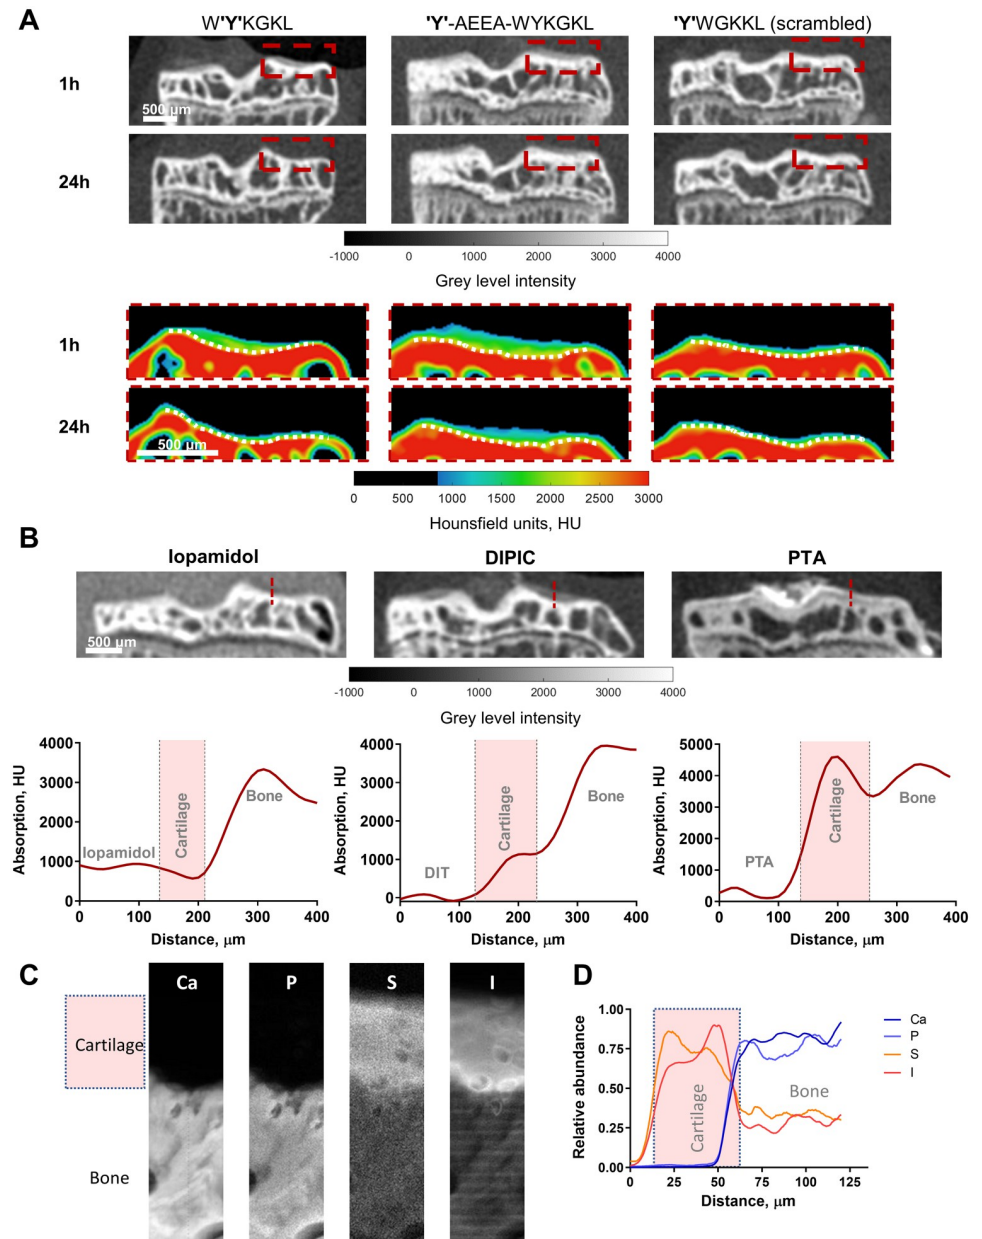 A
W'Y'KGKL
'Y'-AEEA-WYKGKL
'Y'WGKKL (scrambled)
1h
500 µm
24h
-1000 0 1000 2000 3000 4000
Grey level intensity
1h
24h
500 µm
0 500 1000 1500 2000 2500 3000
Hounsfield units, HU
B
Iopamidol
DIPIC
PTA
500 µm
-1000 0 1000 2000 3000 4000
Grey level intensity
Absorption, HU
4000
3000
2000
1000
0
Iopamidol
Cartilage
Bone
0 100 200 300 400
Distance, µm
Absorption, HU
4000
3000
2000
1000
0
DIT
Cartilage
Bone
0 100 200 300 400
Distance, µm
Absorption, HU
5000
4000
3000
2000
1000
0
PTA
Cartilage
Bone
0 100 200 300 400
Distance, µm
C
Ca
P
S
I
Cartilage
Bone
D
Relative abundance
1.00
0.75
0.50
0.25
0.00
Cartilage
Bone
0 25 50 75 100 125
Distance, µm
Ca
P
S
I